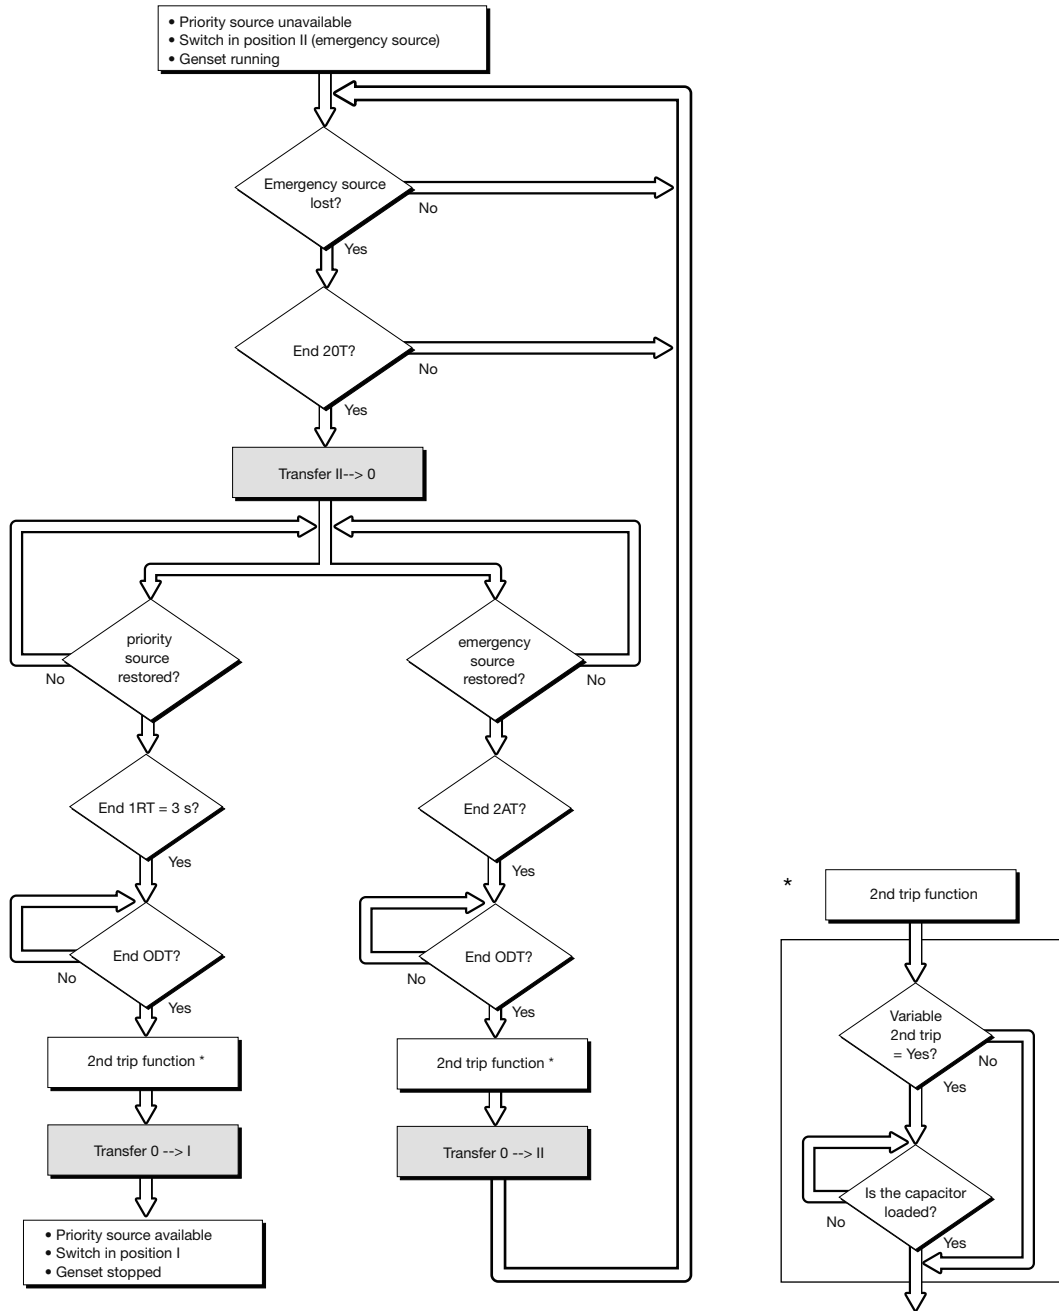 • Priority source unavailable
• Switch in position II (emergency source)
• Genset running
Emergency source
lost?
No
Yes
End 20T?
No
Yes
Transfer II--> 0
priority
source
restored?
No
emergency
source
restored?
No
End 1RT = 3 s?
Yes
End 2AT?
Yes
End ODT?
No
Yes
End ODT?
No
Yes
2nd trip function *
2nd trip function *
Transfer 0 --> I
Transfer 0 --> II
• Priority source available
• Switch in position I
• Genset stopped
*
2nd trip function
Variable
2nd trip
= Yes?
No
Yes
Is the capacitor
loaded?
No
Yes